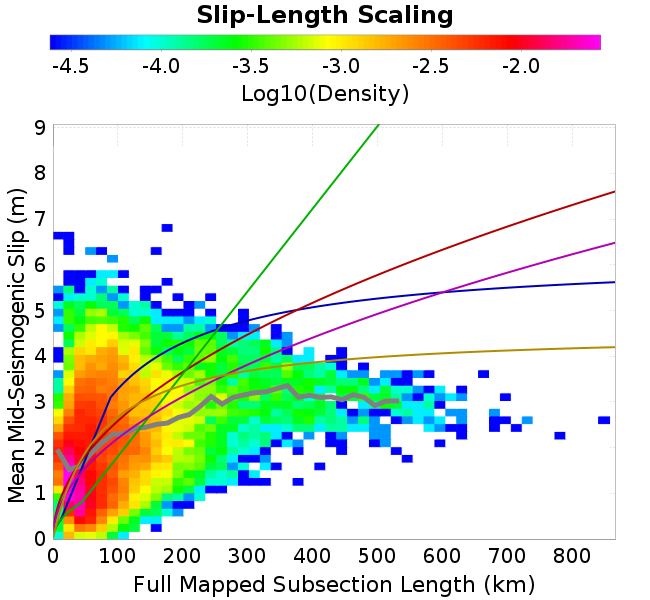 Slip-Length Scaling
-4.5 -4.0 -3.5 -3.0 -2.5 -2.0
Log10(Density)
9
8
7
6
5
4
3
2
1
0
Mean Mid-Seismogenic Slip (m)
0 100 200 300 400 500 600 700 800
Full Mapped Subsection Length (km)